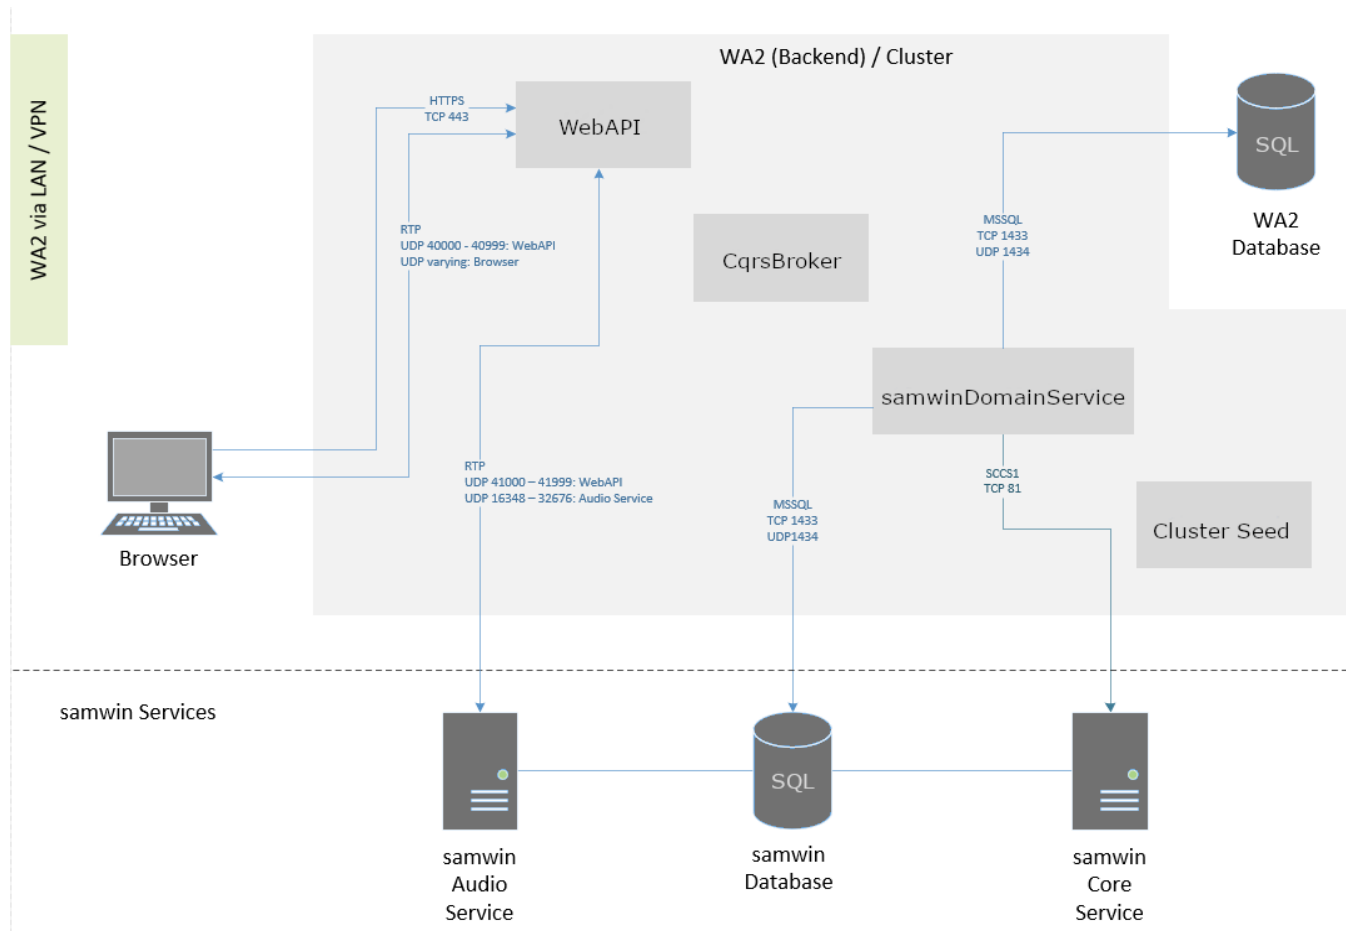 WA2 via LAN / VPN
WA2 (Backend) / Cluster
HTTPS
TCP 443
WebAPI
SQL
WA2
Database
RTP
UDP 40000 - 40999: WebAPI
UDP varying: Browser
MSSQL
TCP 1433
UDP 1434
CqrsBroker
samwinDomainService
RTP
UDP 41000 – 41999: WebAPI
UDP 16348 – 32676: Audio Service
SCCS1
TCP 81
MSSQL
TCP 1433
UDP1434
Cluster Seed
Browser
samwin Services
SQL
samwin
Audio
Service
samwin
Database
samwin
Core
Service